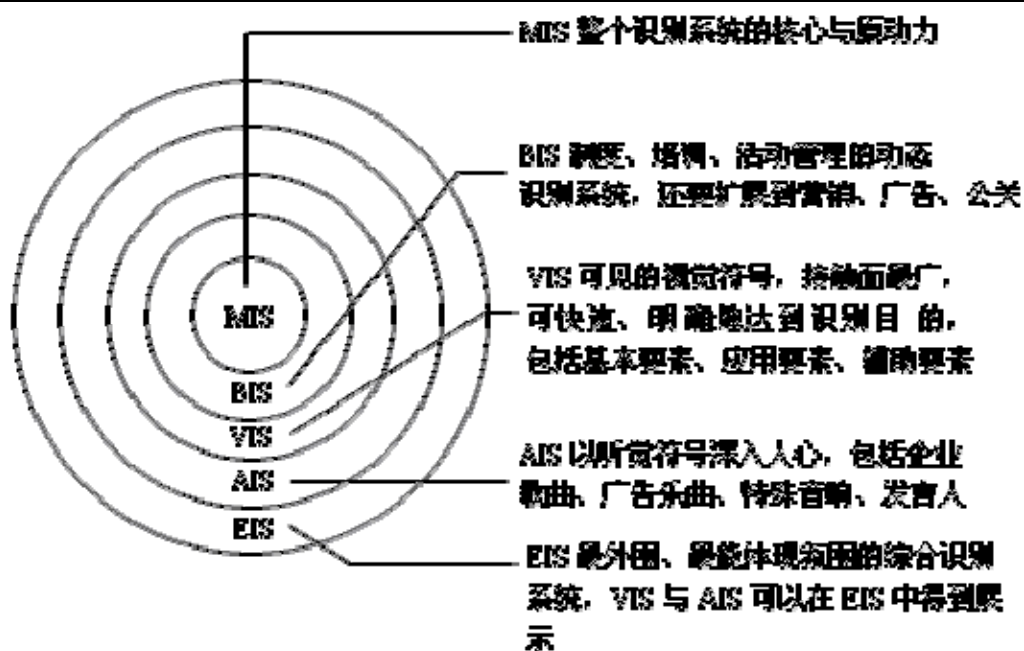 MIS 整个识别系统的核心与原动力
BIS 制度、培训、活动管理的动态
识别系统，还要扩展到营销、广告、公关
VIS 可见的视觉符号，接触面最广，
可快速、明确地达到识别目 的，
包括基本要素、应用要素、辅助要素
AIS 以听觉符号深入人心，包括企业
歌曲、广告乐曲、特殊音响、发言人
EIS 最外围、最能体现氛围的综合识别
系统，VIS 与 AIS 可以在 EIS 中得到展
示
MIS
BIS
VIS
AIS
EIS